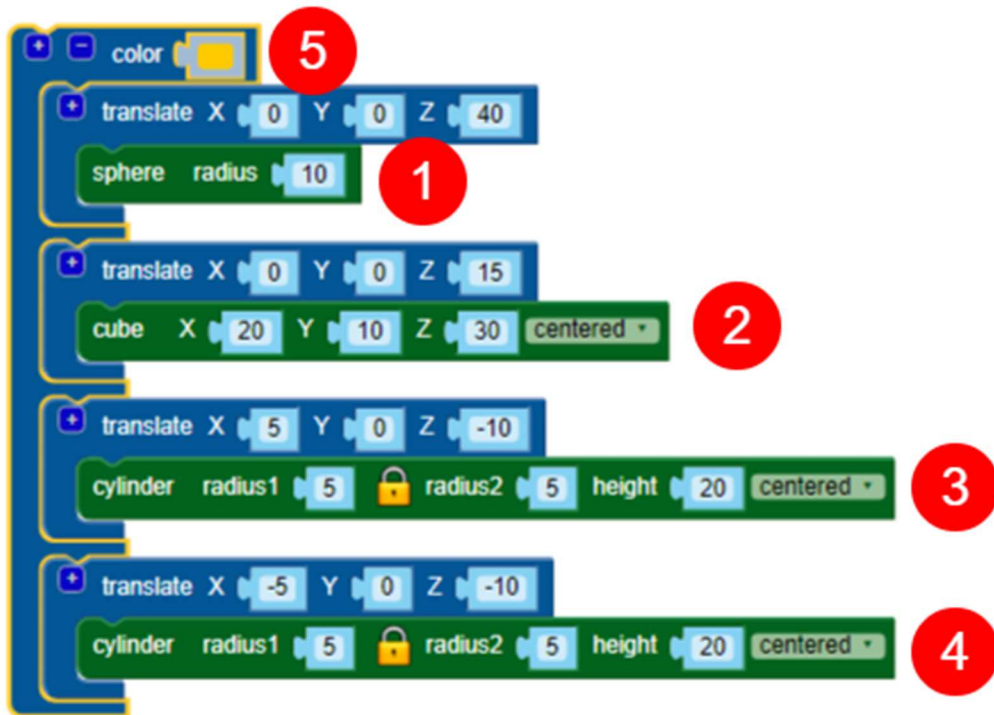 color 5
translate X 0 Y 0 Z 40
sphere radius 10 1
translate X 0 Y 0 Z 15
cube X 20 Y 10 Z 30 centered 2
translate X 5 Y 0 Z -10
cylinder radius1 5 radius2 5 height 20 centered 3
translate X -5 Y 0 Z -10
cylinder radius1 5 radius2 5 height 20 centered 4